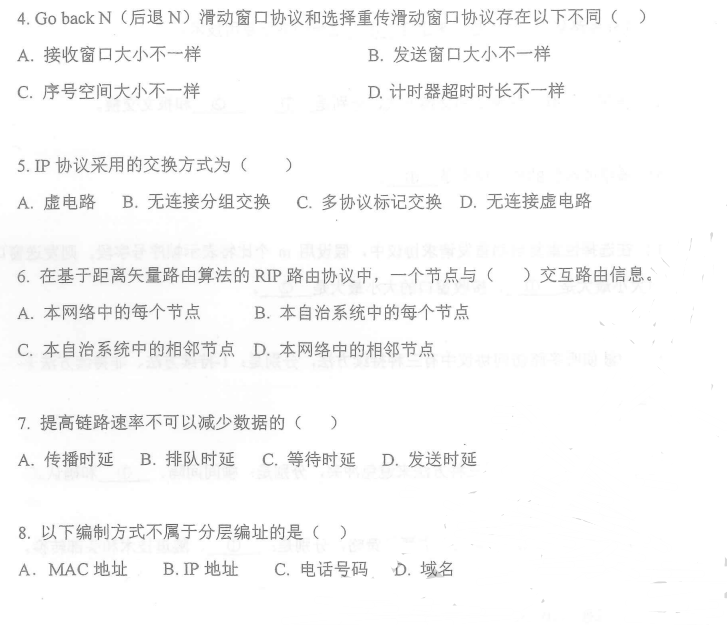 4. Go back N（后退 N）滑动窗口协议和选择重传滑动窗口协议存在以下不同（　）
A. 接收窗口大小不一样　　B. 发送窗口大小不一样
C. 序号空间大小不一样　　D. 计时器超时时长不一样
5. IP 协议采用的交换方式为（　　）
A. 虚电路　B. 无连接分组交换　C. 多协议标记交换　D. 无连接虚电路
6. 在基于距离矢量路由算法的 RIP 路由协议中，一个节点与（　）交互路由信息。
A. 本网络中的每个节点　　B. 本自治系统中的每个节点
C. 本自治系统中的相邻节点　D. 本网络中的相邻节点
7. 提高链路速率不可以减少数据的（　　）
A. 传播时延　B. 排队时延　C. 等待时延　D. 发送时延
8. 以下编制方式不属于分层编址的是（　）
A. MAC 地址　　B. IP 地址　　C. 电话号码　D. 域名